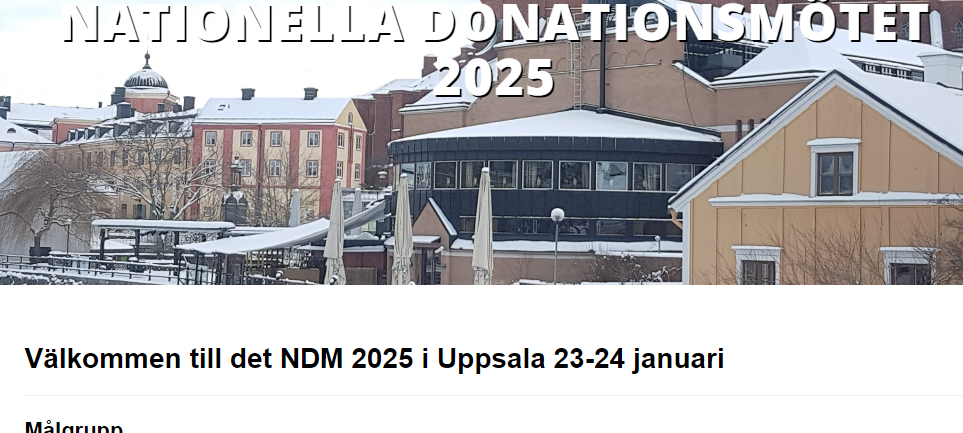 NATIONELLA DONATIONSMÖTET
2025
Välkommen till det NDM 2025 i Uppsala 23-24 januari
Målgrupp